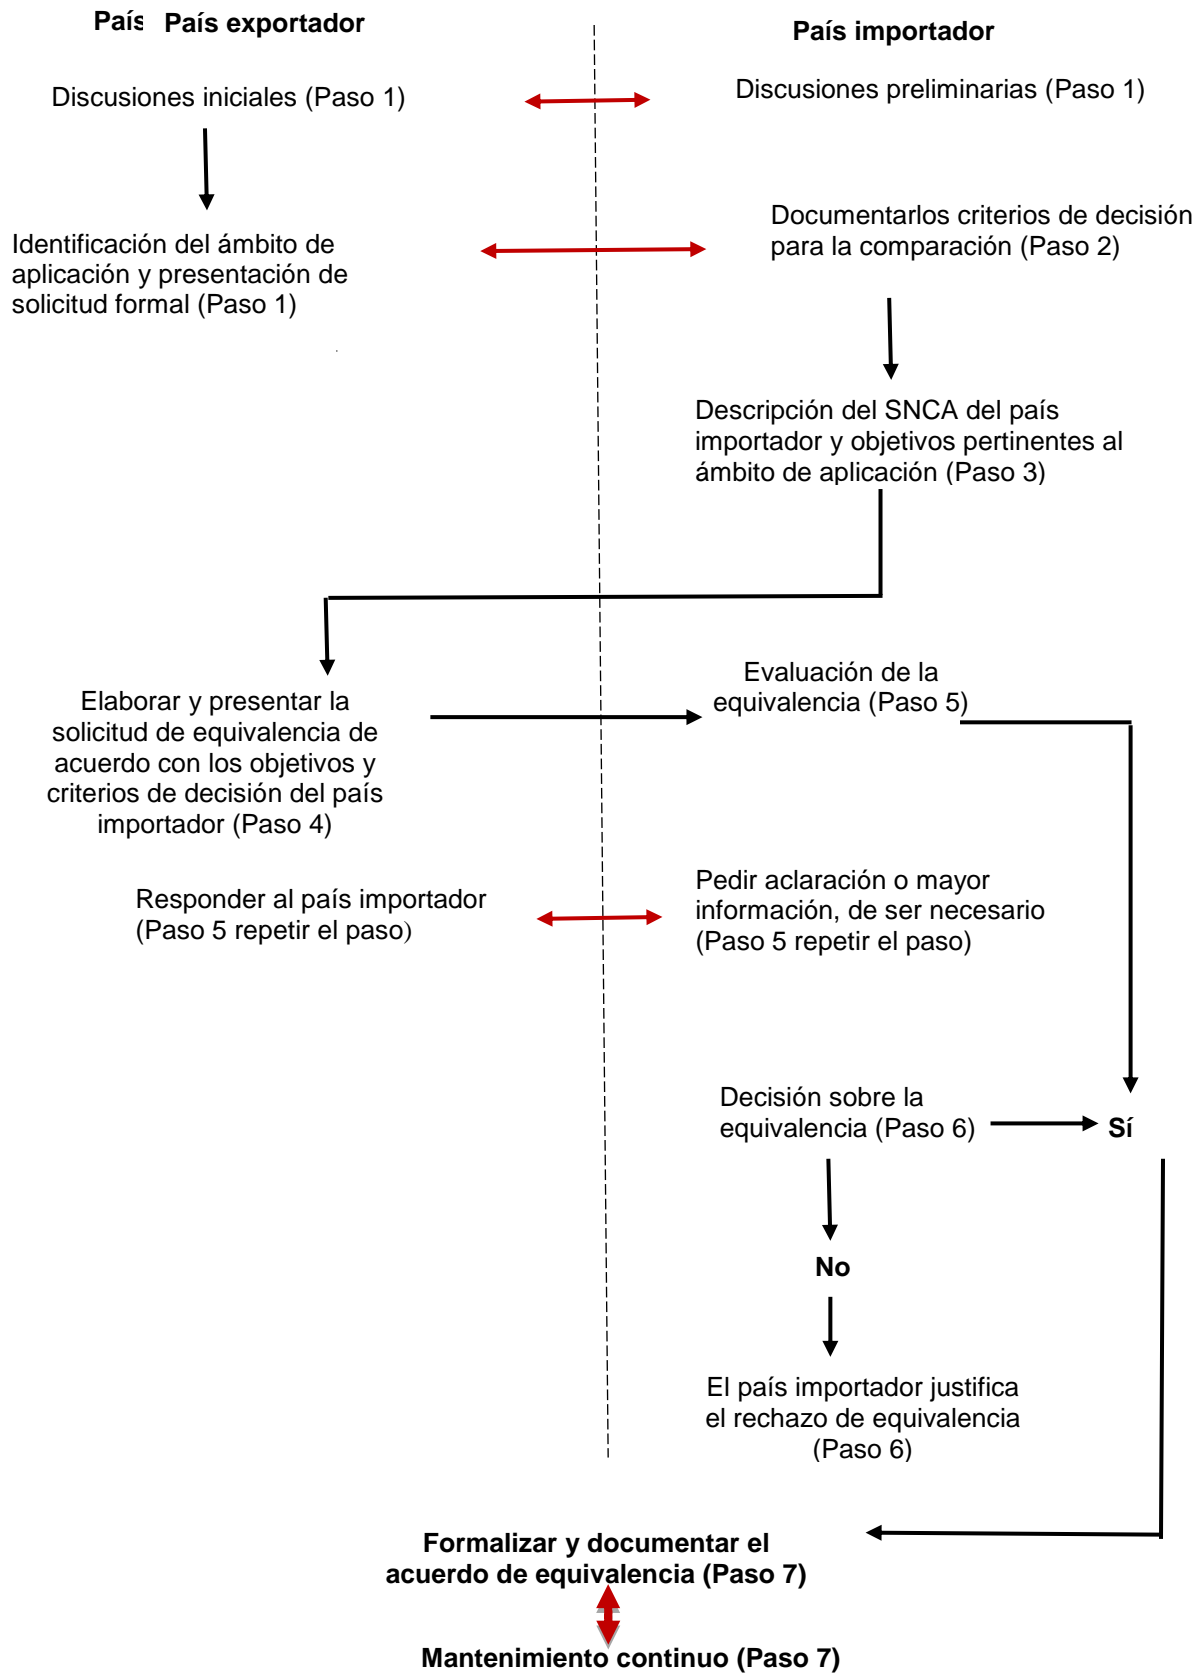 País País exportador
País importador
Discusiones iniciales (Paso 1)
Discusiones preliminarias (Paso 1)
Identificación del ámbito de
aplicación y presentación de
solicitud formal (Paso 1)
Documentarlos criterios de decisión
para la comparación (Paso 2)
Descripción del SNCA del país
importador y objetivos pertinentes al
ámbito de aplicación (Paso 3)
Elaborar y presentar la
solicitud de equivalencia de
acuerdo con los objetivos y
criterios de decisión del país
importador (Paso 4)
Evaluación de la
equivalencia (Paso 5)
Responder al país importador
(Paso 5 repetir el paso)
Pedir aclaración o mayor
información, de ser necesario
(Paso 5 repetir el paso)
Decisión sobre la
equivalencia (Paso 6)
Sí
No
El país importador justifica
el rechazo de equivalencia
(Paso 6)
Formalizar y documentar el
acuerdo de equivalencia (Paso 7)
Mantenimiento continuo (Paso 7)